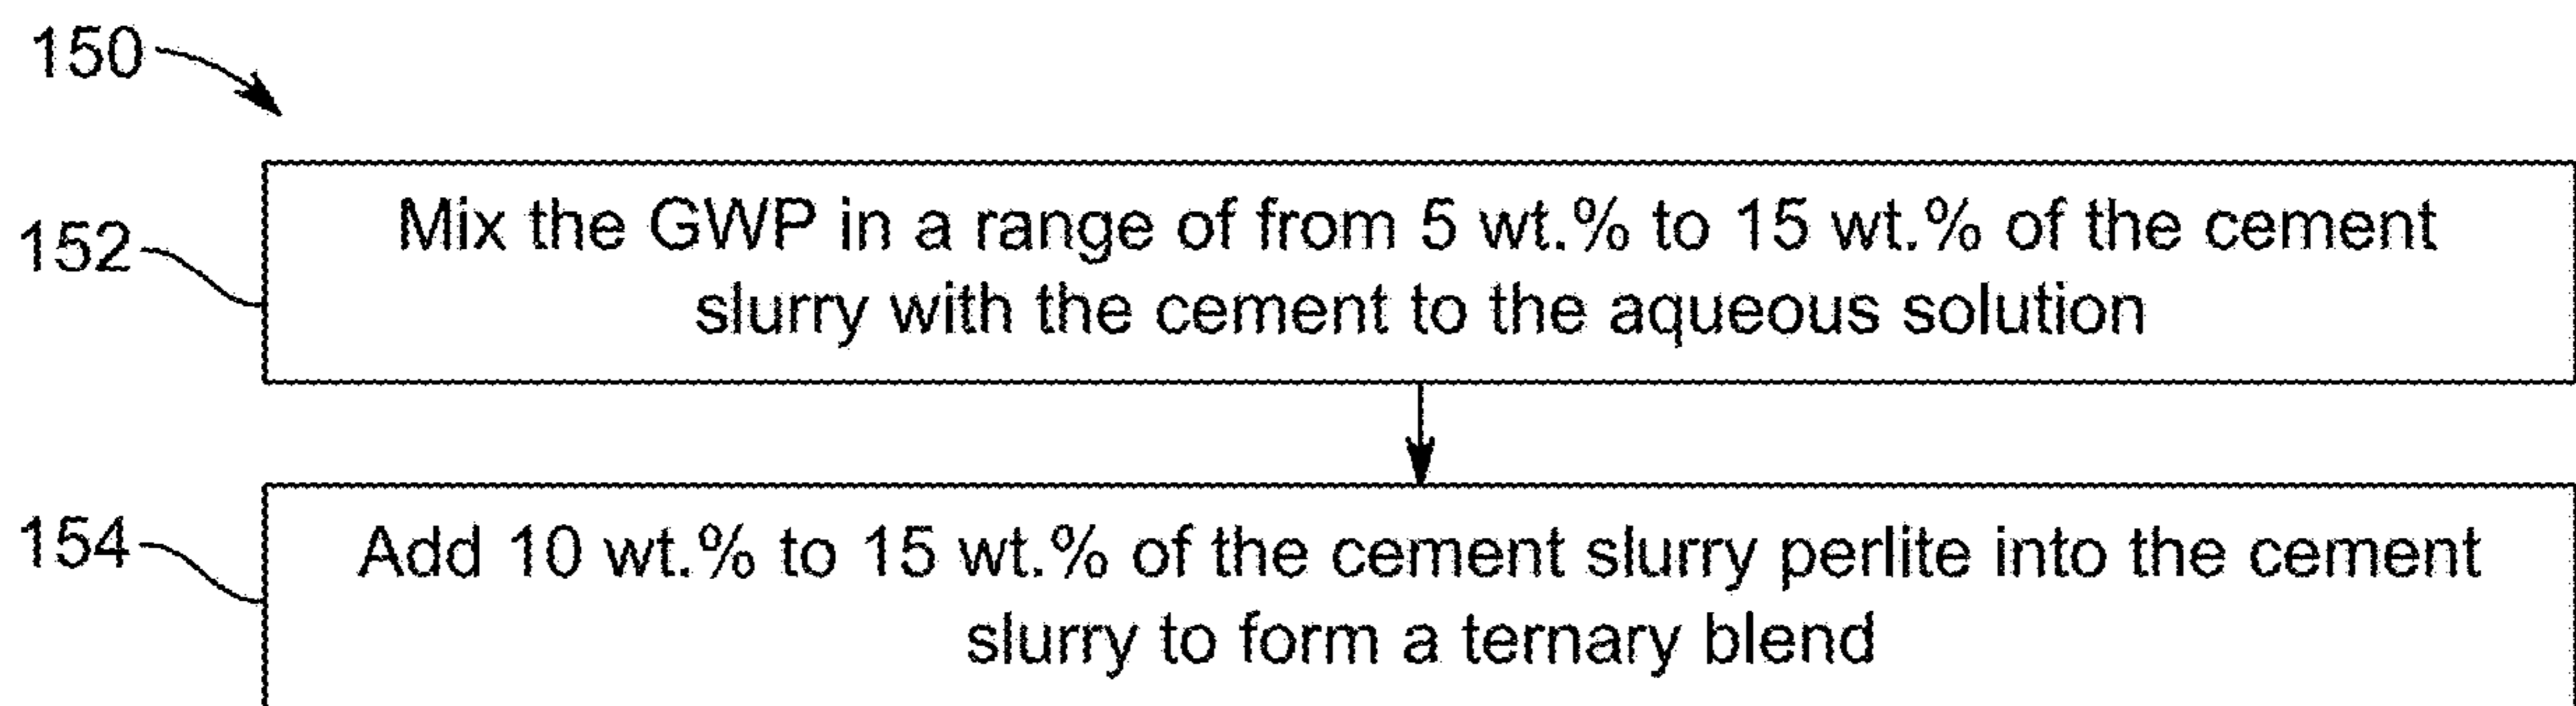 150
152
Mix the GWP in a range of from 5 wt.% to 15 wt.% of the cement
slurry with the cement to the aqueous solution
154
Add 10 wt.% to 15 wt.% of the cement slurry perlite into the cement
slurry to form a ternary blend